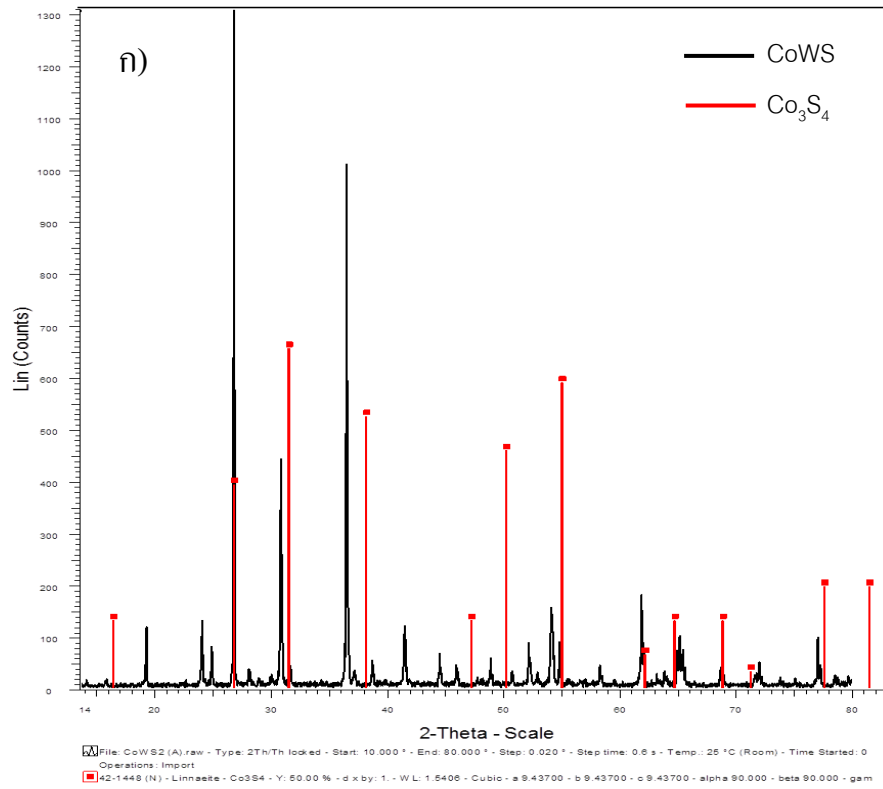 ก)
CoWS
Co₃S₄
Lin (Counts)
1300
1200
1100
1000
900
800
700
600
500
400
300
200
100
0
14 20 30 40 50 60 70 80
2-Theta - Scale
File: CoWS2 (A).raw - Type: 2Th/Th locked - Start: 10.000 ° - End: 80.000 ° - Step: 0.020 ° - Step time: 0.6 s - Temp.: 25 °C (Room) - Time Started: 0
Operations: Import
42-1448 (N) - Linnaeite - Co3S4 - Y: 50.00 % - d x by: 1. - WL: 1.5406 - Cubic - a 9.43700 - b 9.43700 - c 9.43700 - alpha 90.000 - beta 90.000 - gam